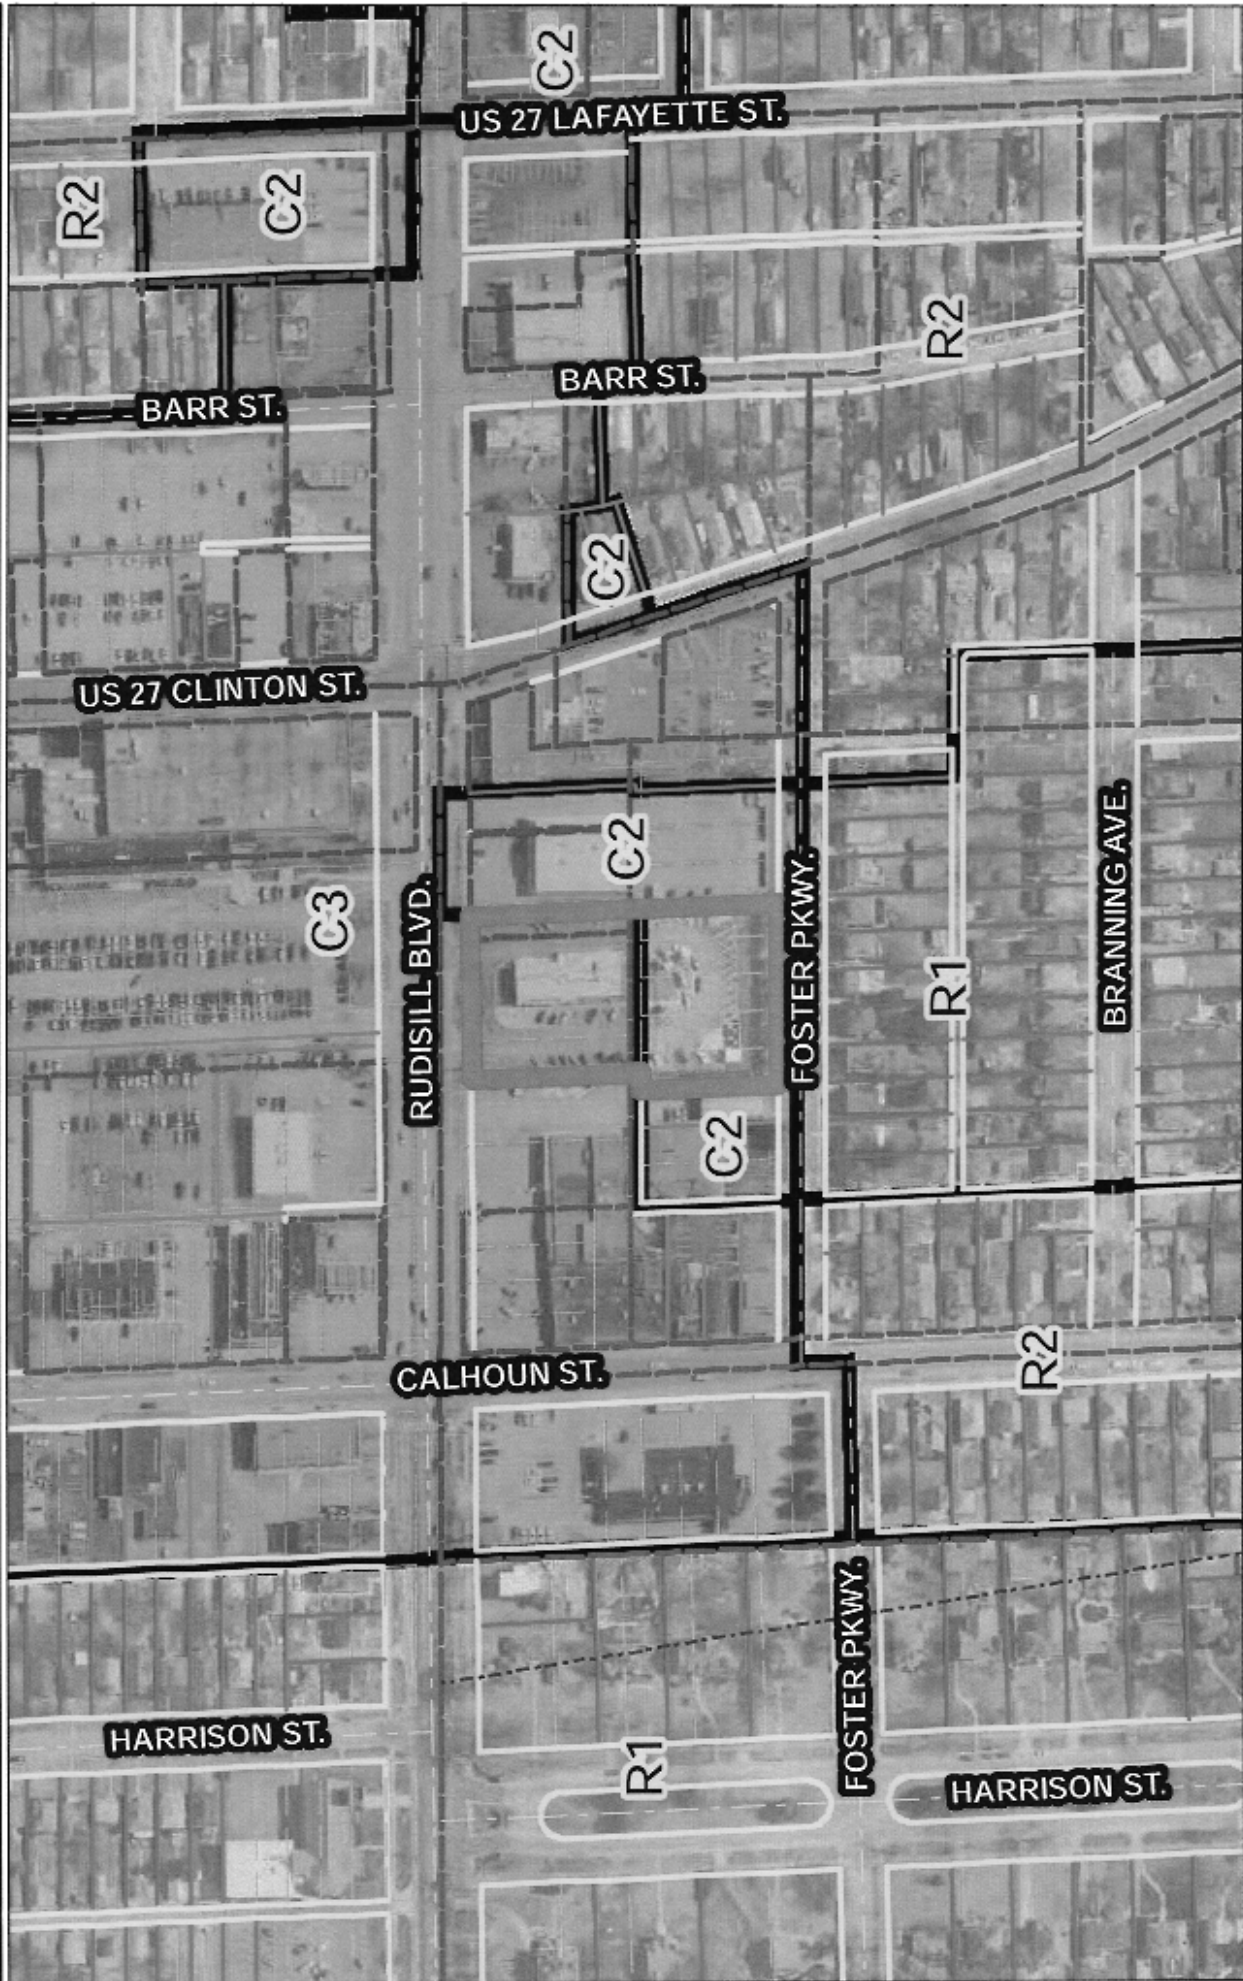 C2
US 27 LAFAYETTE ST.
R2
C2
R2
BARR ST.
BARR ST.
C2
US 27 CLINTON ST.
C2
C3
RUDISILL BLVD.
FOSTER PKWY.
R1
BRANNING AVE.
C2
CALHOUN ST.
R2
HARRISON ST.
FOSTER PKWY.
R1
HARRISON ST.